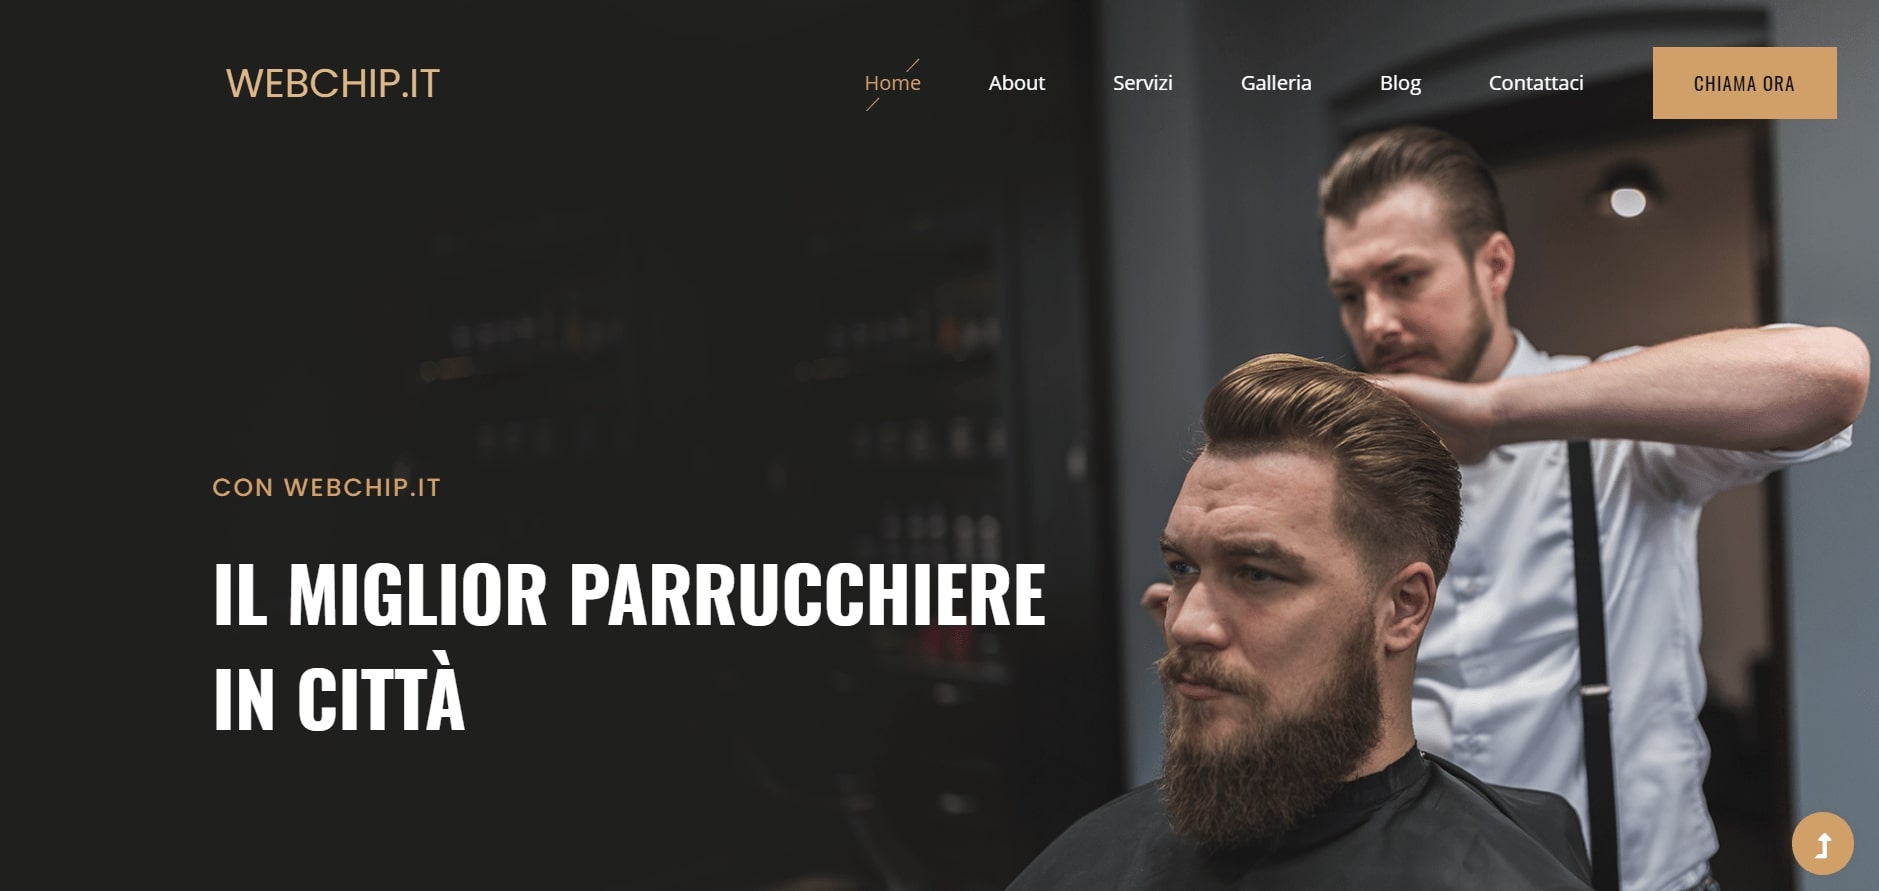 WEBCHIP.IT
Home
About
Servizi
Galleria
Blog
Contattaci
CHIAMA ORA
CON WEBCHIP.IT
IL MIGLIOR PARRUCCHIERE
IN CITTÀ